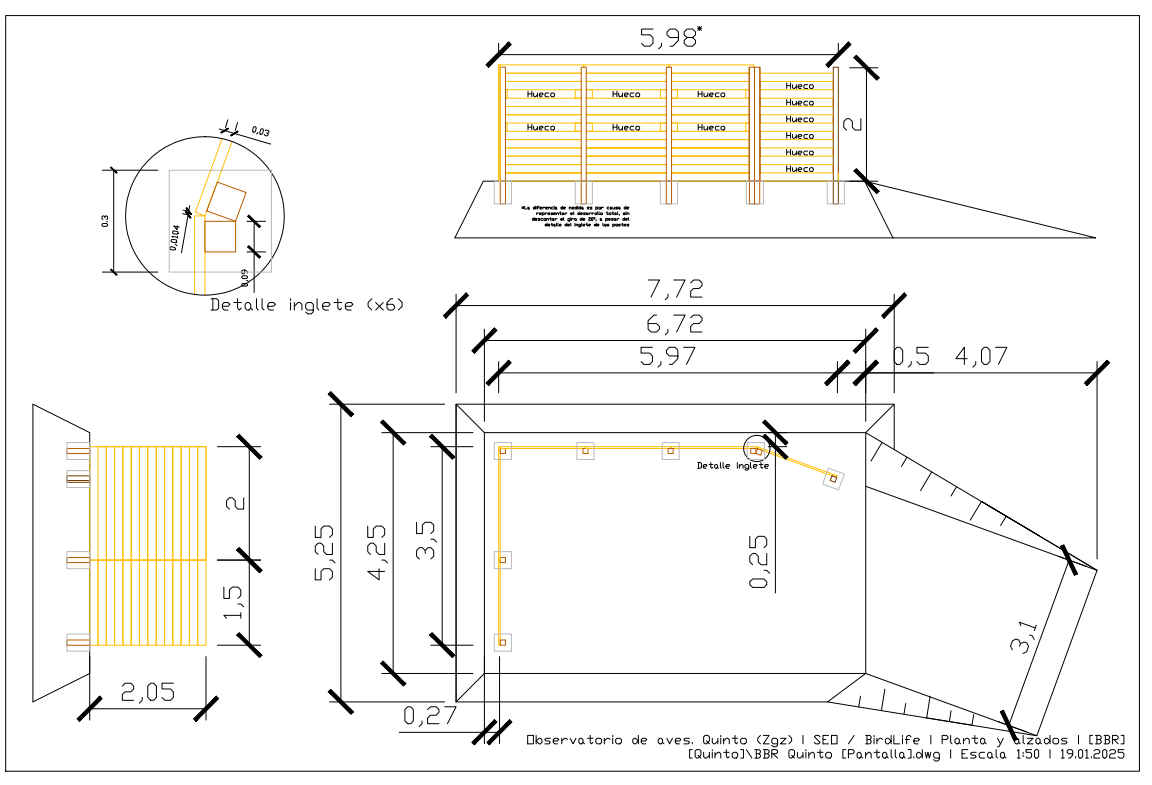 5,98*
Hueco
Hueco Hueco Hueco
Hueco
Hueco
Hueco Hueco Hueco
Hueco
Hueco
Hueco
2
*La diferencia de medida es por causa de
representar el desarrollo total, sin
descontar el giro de 20º, a pesar del
detalle del inglete de los postes
0,03
0.3
0,0104
0,09
Detalle inglete (x6)
7,72
6,72
5,97
0,5 4,07
Detalle inglete
0,25
5,25
4,25
3,5
2
1,5
2,05
0,27
3,1
Observatorio de aves. Quinto (Zgz) | SEO / BirdLife | Planta y alzados | [BBR]
[Quinto]\BBR Quinto [Pantalla].dwg | Escala 1:50 | 19.01.2025